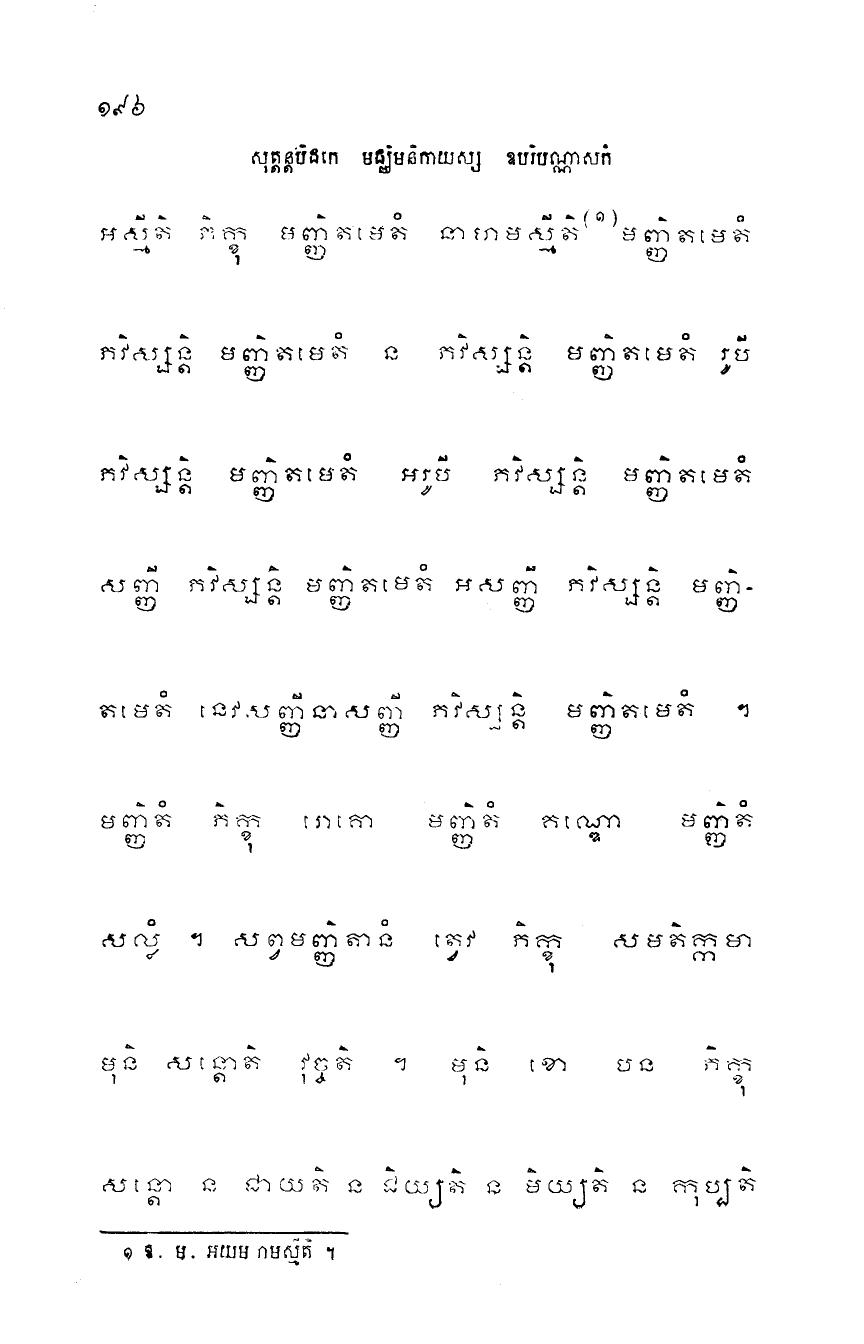 ១៩៦
សុត្តន្តបិដកេ មជ្ឈិមនិកាយស្ស ឧបរិបណ្ណាសកំ
អស្មីតិ ភិក្ខុ មញ្ញិតមេតំ នាហមស្មីតិ(១) មញ្ញិតមេតំ
ភវិស្សន្តិ មញ្ញិតមេតំ ន ភវិស្សន្តិ មញ្ញិតមេតំ រូបី
ភវិស្សន្តិ មញ្ញិតមេតំ អរូបី ភវិស្សន្តិ មញ្ញិតមេតំ
សញ្ញី ភវិស្សន្តិ មញ្ញិតមេតំ អសញ្ញី ភវិស្សន្តិ មញ្ញិ-
តមេតំ នេវសញ្ញីនាសញ្ញី ភវិស្សន្តិ មញ្ញិតមេតំ ។
មញ្ញិតំ ភិក្ខុ រោគោ មញ្ញិតំ គណ្ឌោ មញ្ញិតំ
សល្លំ ។ សព្វមញ្ញិតានំ ត្វេវ ភិក្ខុ សមតិក្កមា
មុនិ សន្តោតិ វុច្ចតិ ។ មុនិ ខោ បន ភិក្ខុ
សន្តោ ន ជាយតិ ន ជិយ្យតិ ន មិយ្យតិ ន កុប្បតិ
១ ឱ. ម. អយមហមស្មីតិ ។